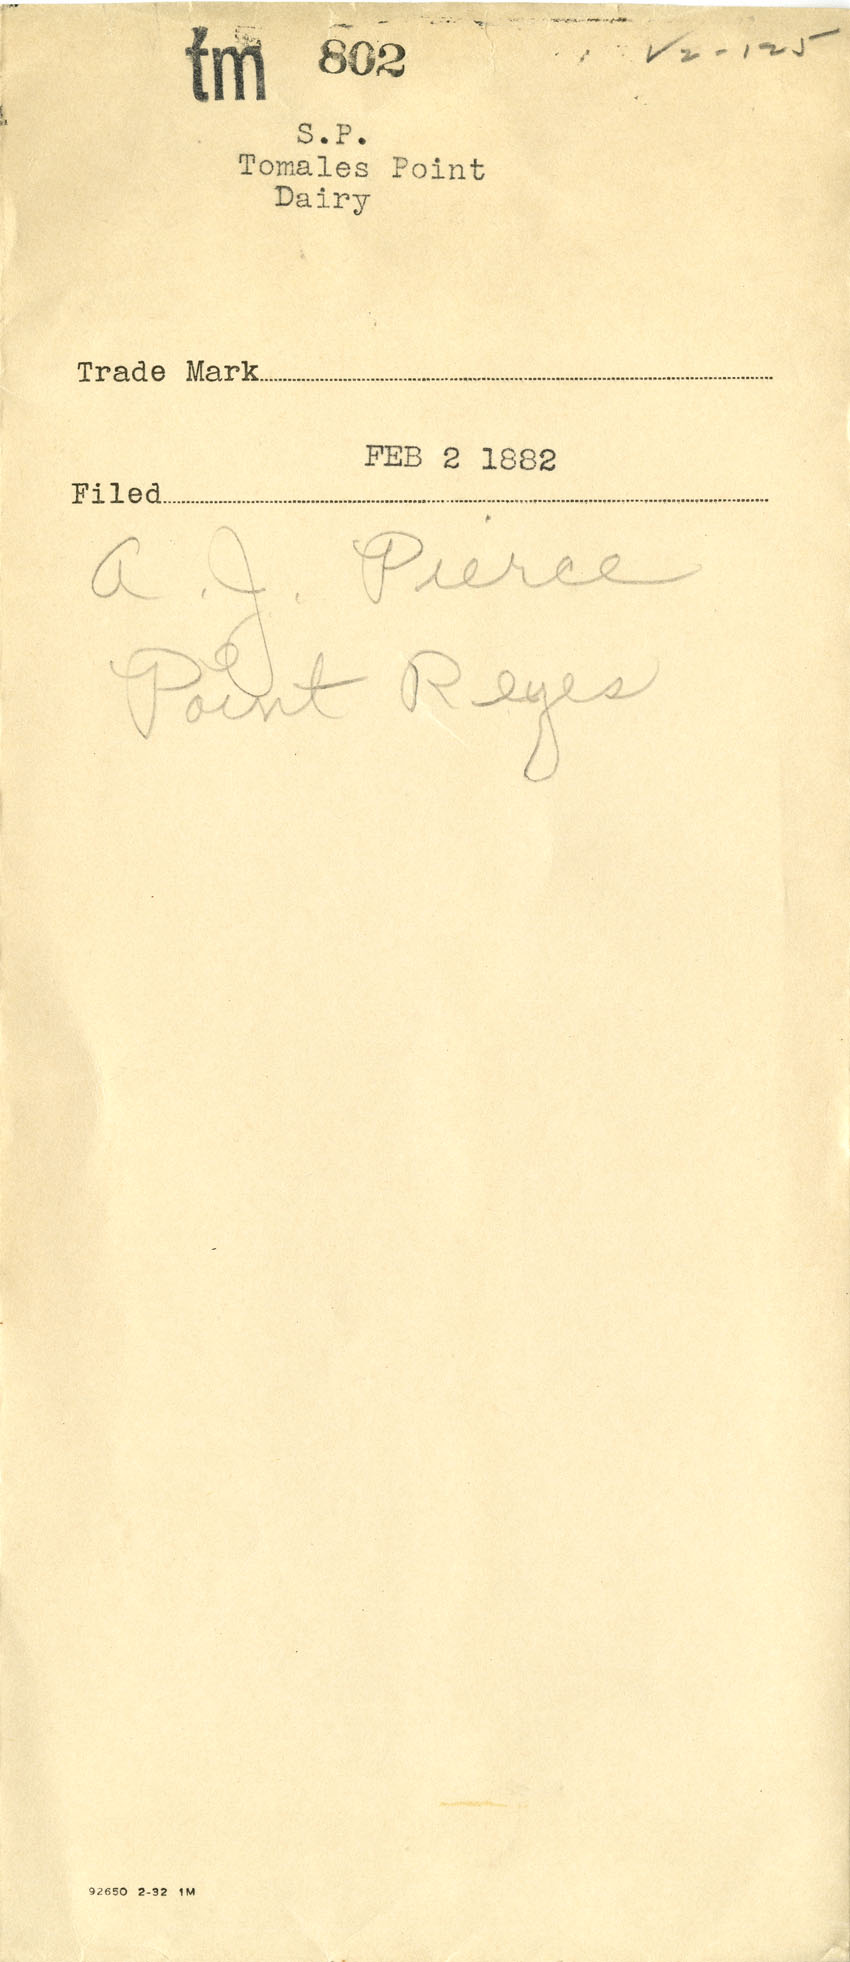 tm 802
V2-125
S.P.
Tomales Point
Dairy
Trade Mark
FEB 2 1882
Filed
A. J. Pierce
Point Reyes
92650 2-32 1M